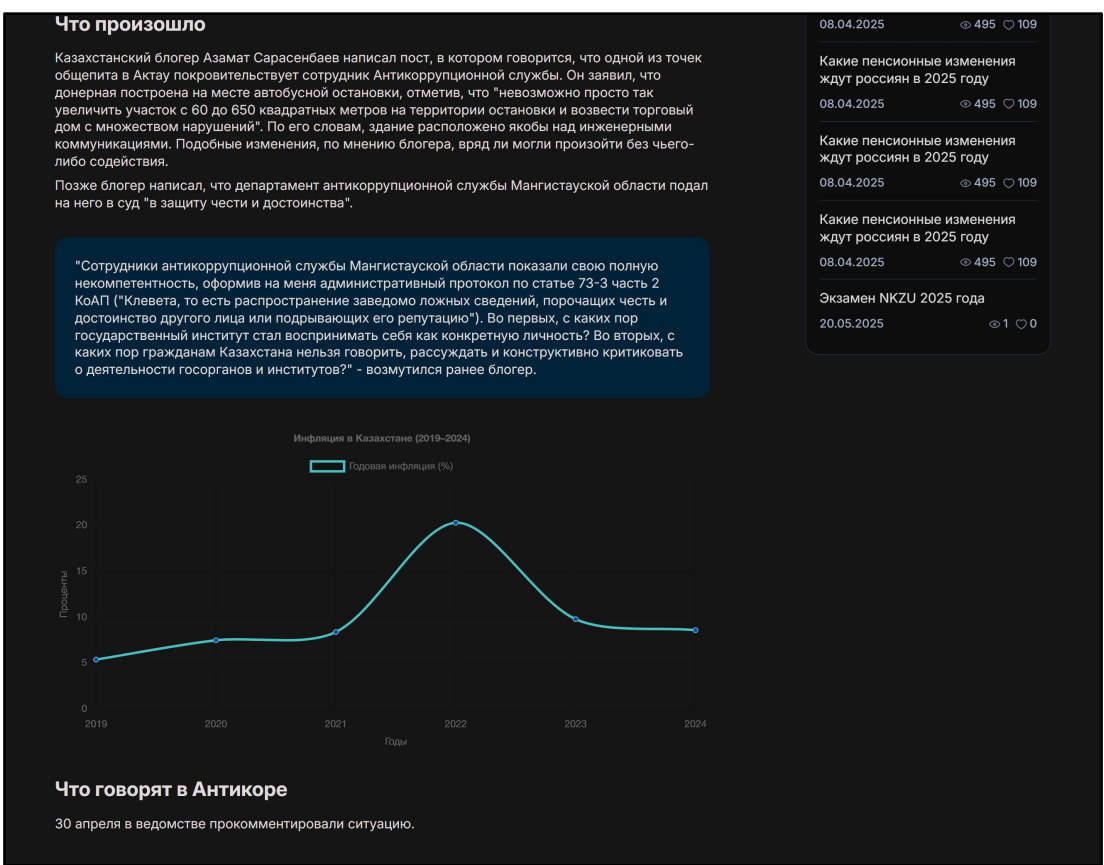 Что произошло
Казахстанский блогер Азамат Сарасенбаев написал пост, в котором говорится, что одной из точек
общепита в Актау покровительствует сотрудник Антикоррупционной службы. Он заявил, что
донерная построена на месте автобусной остановки, отметив, что "невозможно просто так
увеличить участок с 60 до 650 квадратных метров на территории остановки и возвести торговый
дом с множеством нарушений". По его словам, здание расположено якобы над инженерными
коммуникациями. Подобные изменения, по мнению блогера, вряд ли могли произойти без чьего-
либо содействия.
Позже блогер написал, что департамент антикоррупционной службы Мангистауской области подал
на него в суд "в защиту чести и достоинства".
"Сотрудники антикоррупционной службы Мангистауской области показали свою полную
некомпетентность, оформив на меня административный протокол по статье 73-3 часть 2
КоАП ("Клевета, то есть распространение заведомо ложных сведений, порочащих честь и
достоинство другого лица или подрывающих его репутацию"). Во первых, с каких пор
государственный институт стал воспринимать себя как конкретную личность? Во вторых, с
каких пор гражданам Казахстана нельзя говорить, рассуждать и конструктивно критиковать
о деятельности госорганов и институтов?" - возмутился ранее блогер.
Инфляция в Казахстане (2019–2024)
Годовая инфляция (%)
25
20
15
10
5
0
Проценты
2019 2020 2021 2022 2023 2024
Годы
Что говорят в Антикоре
30 апреля в ведомстве прокомментировали ситуацию.
08.04.2025 495 109
Какие пенсионные изменения
ждут россиян в 2025 году
08.04.2025 495 109
Какие пенсионные изменения
ждут россиян в 2025 году
08.04.2025 495 109
Какие пенсионные изменения
ждут россиян в 2025 году
08.04.2025 495 109
Экзамен NKZU 2025 года
20.05.2025 1 0